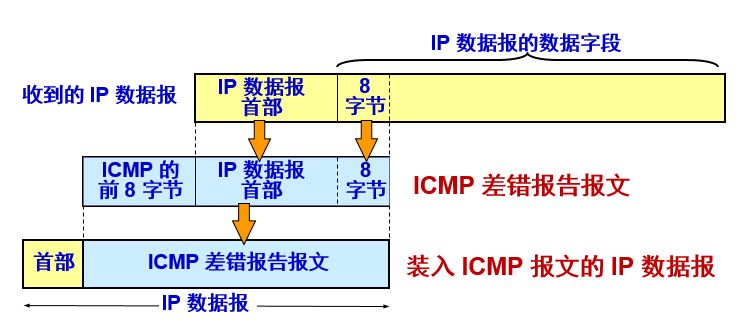 IP 数据报的数据字段
收到的 IP 数据报
IP 数据报
首部
8
字节
ICMP 的
前 8 字节
IP 数据报
首部
8
字节
ICMP 差错报告报文
首部
ICMP 差错报告报文
装入 ICMP 报文的 IP 数据报
IP 数据报